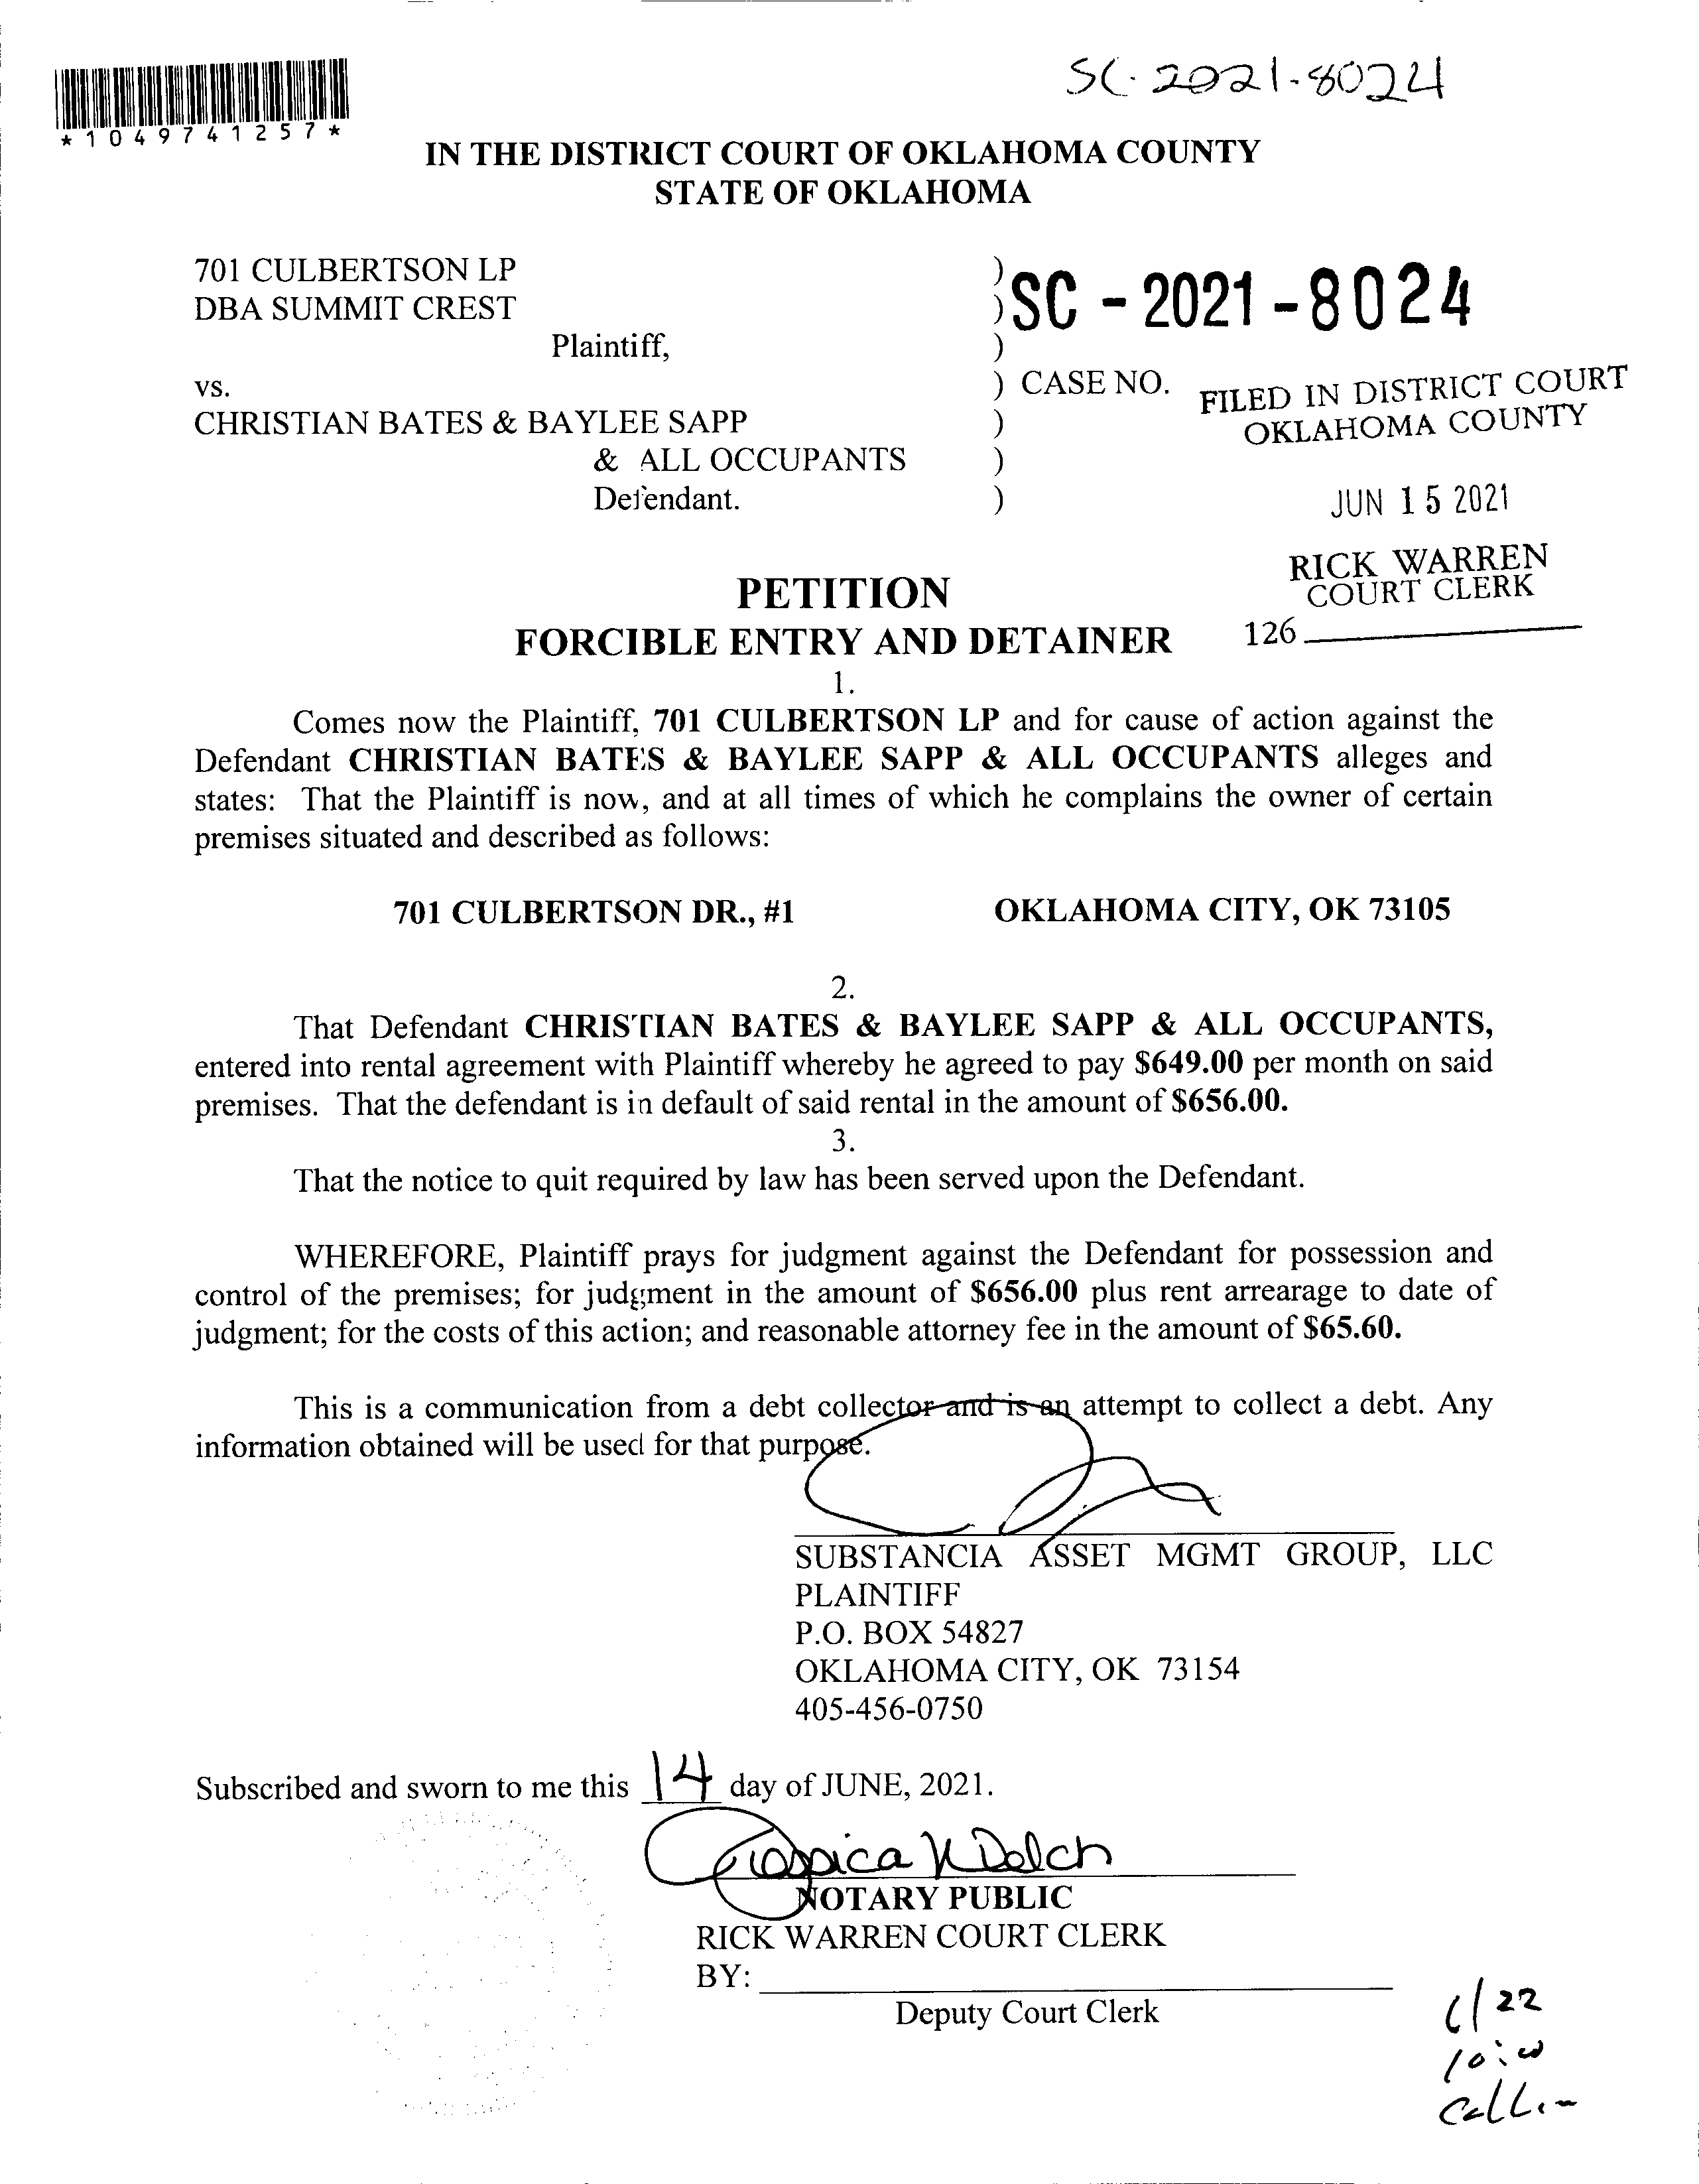 SC-2021-8024
*1049741257*
IN THE DISTRICT COURT OF OKLAHOMA COUNTY
STATE OF OKLAHOMA
701 CULBERTSON LP )
DBA SUMMIT CREST ) SC-2021-8024
Plaintiff, )
vs. ) CASE NO.
CHRISTIAN BATES & BAYLEE SAPP )
& ALL OCCUPANTS )
Defendant. )
FILED IN DISTRICT COURT
OKLAHOMA COUNTY
JUN 15 2021
RICK WARREN
COURT CLERK
126
PETITION
FORCIBLE ENTRY AND DETAINER
1.
Comes now the Plaintiff, 701 CULBERTSON LP and for cause of action against the
Defendant CHRISTIAN BATES & BAYLEE SAPP & ALL OCCUPANTS alleges and
states: That the Plaintiff is now, and at all times of which he complains the owner of certain
premises situated and described as follows:
701 CULBERTSON DR., #1 OKLAHOMA CITY, OK 73105
2.
That Defendant CHRISTIAN BATES & BAYLEE SAPP & ALL OCCUPANTS,
entered into rental agreement with Plaintiff whereby he agreed to pay $649.00 per month on said
premises. That the defendant is in default of said rental in the amount of $656.00.
3.
That the notice to quit required by law has been served upon the Defendant.
WHEREFORE, Plaintiff prays for judgment against the Defendant for possession and
control of the premises; for judgment in the amount of $656.00 plus rent arrearage to date of
judgment; for the costs of this action; and reasonable attorney fee in the amount of $65.60.
This is a communication from a debt collector and is an attempt to collect a debt. Any
information obtained will be used for that purpose.
SUBSTANCIA ASSET MGMT GROUP, LLC
PLAINTIFF
P.O. BOX 54827
OKLAHOMA CITY, OK 73154
405-456-0750
Subscribed and sworn to me this 14 day of JUNE, 2021.
Jessica Welch
NOTARY PUBLIC
RICK WARREN COURT CLERK
BY:
Deputy Court Clerk
6/22
10:00